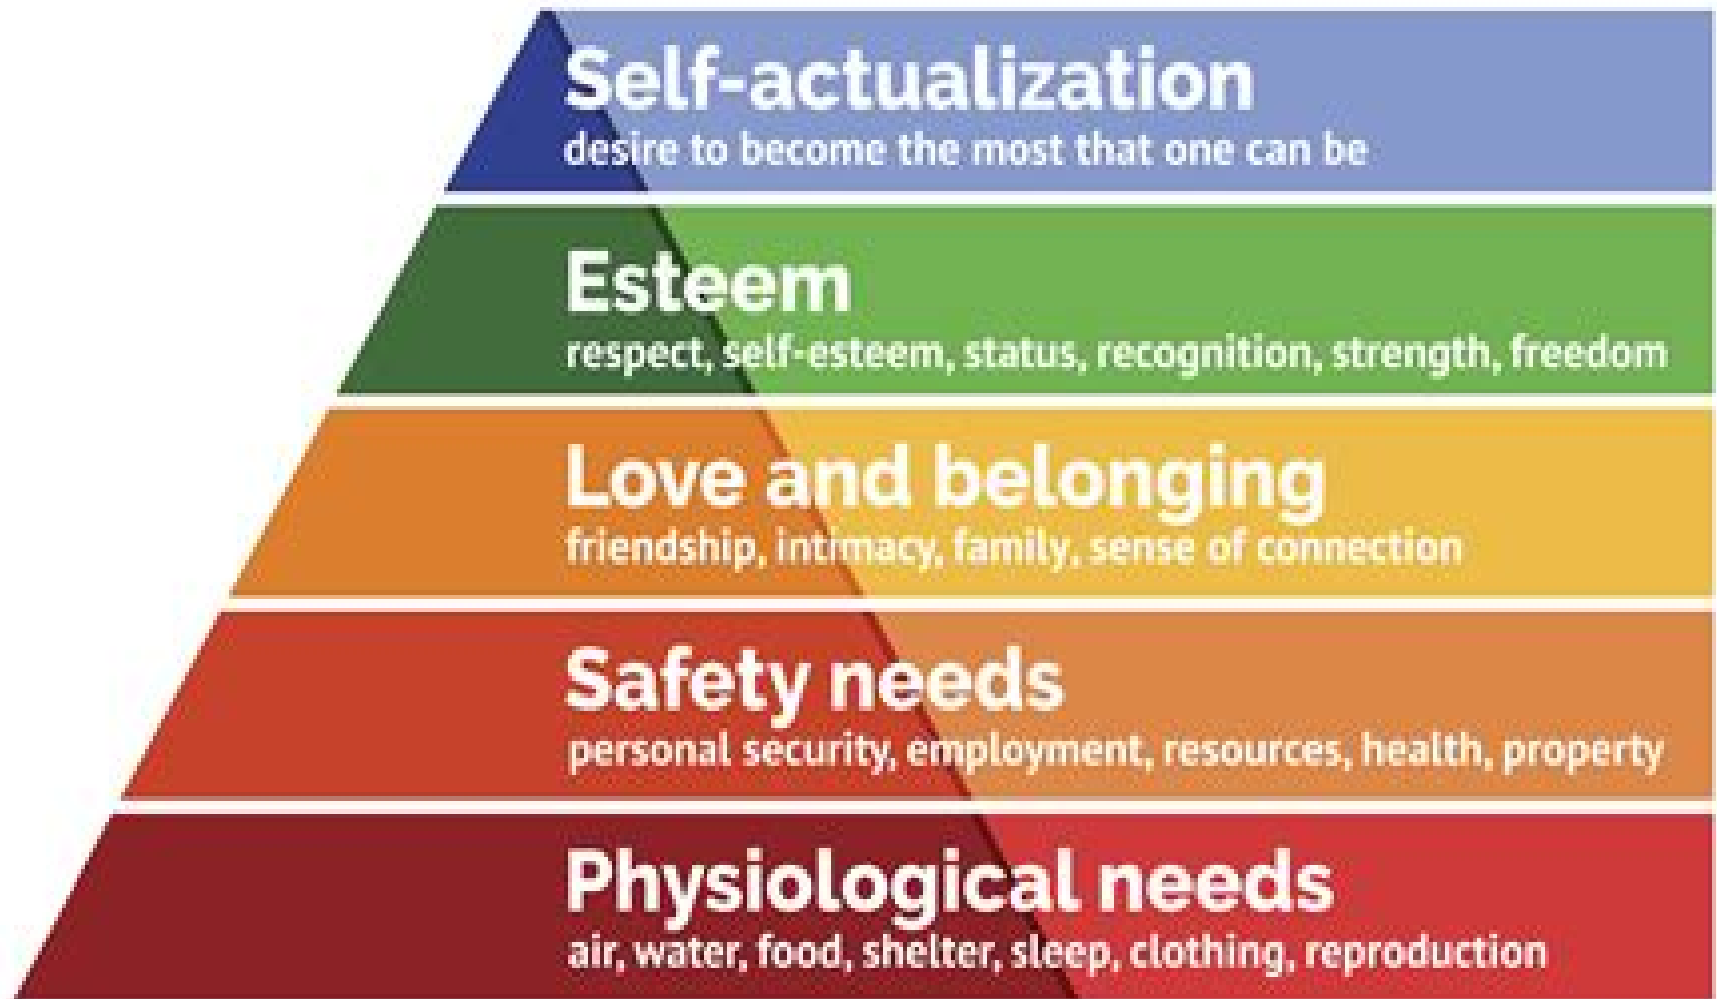 Self-actualization
desire to become the most that one can be
Esteem
respect, self-esteem, status, recognition, strength, freedom
Love and belonging
friendship, intimacy, family, sense of connection
Safety needs
personal security, employment, resources, health, property
Physiological needs
air, water, food, shelter, sleep, clothing, reproduction